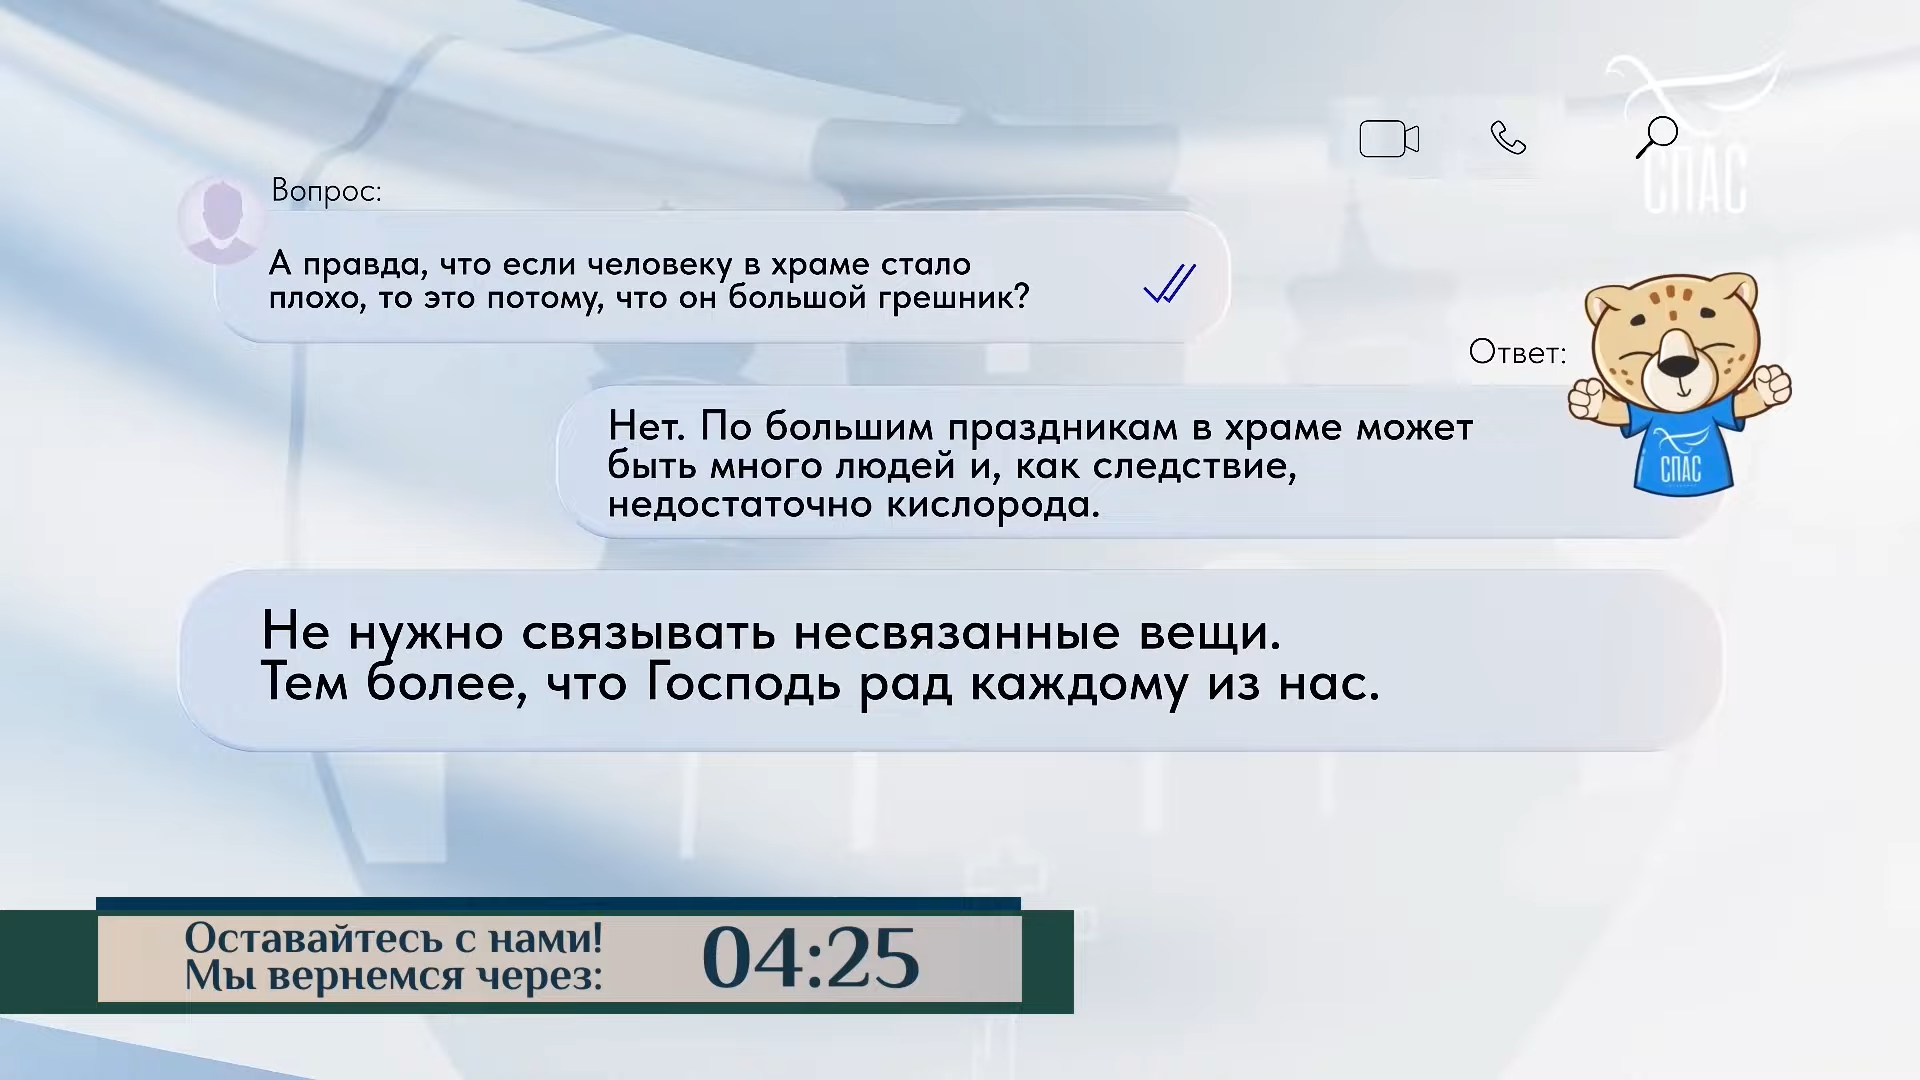 СПАС
Вопрос:
А правда, что если человеку в храме стало
плохо, то это потому, что он большой грешник?
Ответ:
Нет. По большим праздникам в храме может
быть много людей и, как следствие,
недостаточно кислорода.
СПАС
Не нужно связывать несвязанные вещи.
Тем более, что Господь рад каждому из нас.
Оставайтесь с нами!
Мы вернемся через:
04:25